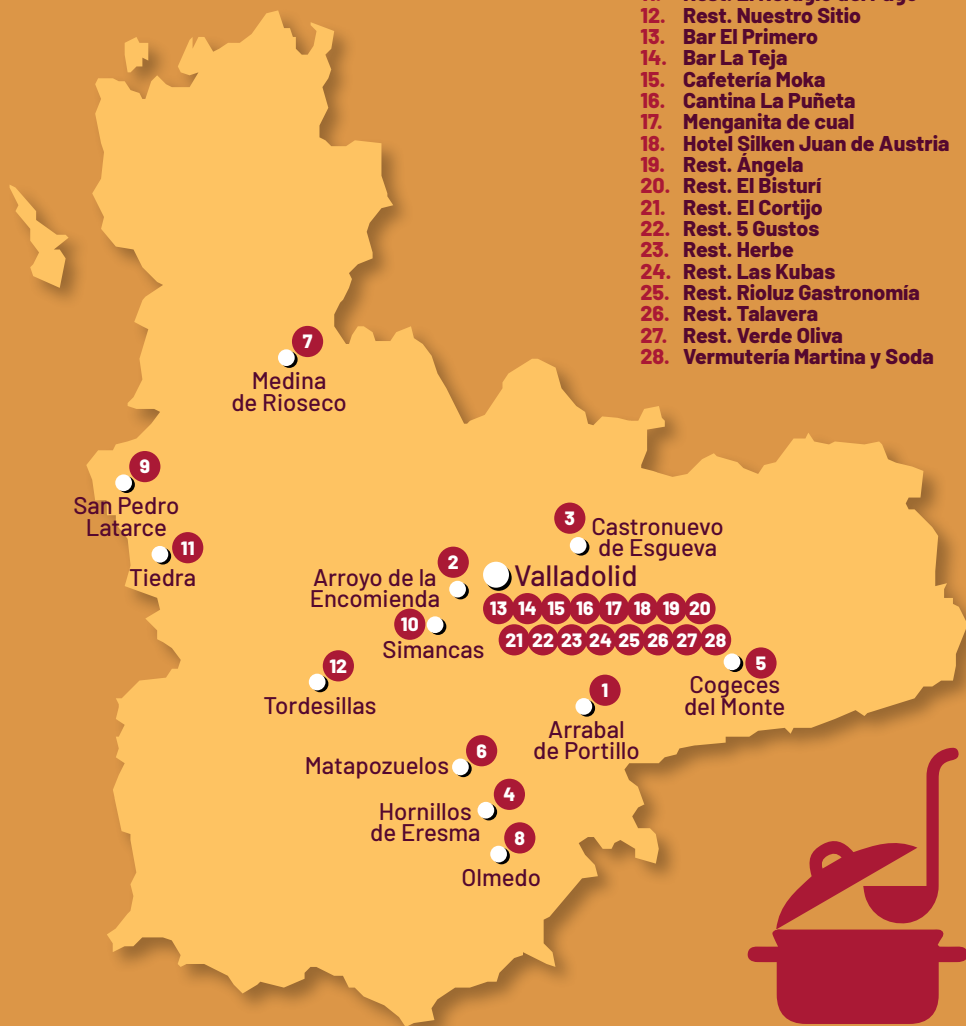 12. Rest. Nuestro Sitio
13. Bar El Primero
14. Bar La Teja
15. Cafetería Moka
16. Cantina La Puñeta
17. Menganita de cual
18. Hotel Silken Juan de Austria
19. Rest. Ángela
20. Rest. El Bisturí
21. Rest. El Cortijo
22. Rest. 5 Gustos
23. Rest. Herbe
24. Rest. Las Kubas
25. Rest. Rioluz Gastronomía
26. Rest. Talavera
27. Rest. Verde Oliva
28. Vermutería Martina y Soda
7
Medina
de Rioseco
9
San Pedro
Latarce
11
Tiedra
3
Castronuevo
de Esgueva
2
Arroyo de la
Encomienda
Valladolid
13 14 15 16 17 18 19 20
21 22 23 24 25 26 27 28
10
Simancas
12
Tordesillas
5
Cogeces
del Monte
1
Arrabal
de Portillo
6
Matapozuelos
4
Hornillos
de Eresma
8
Olmedo